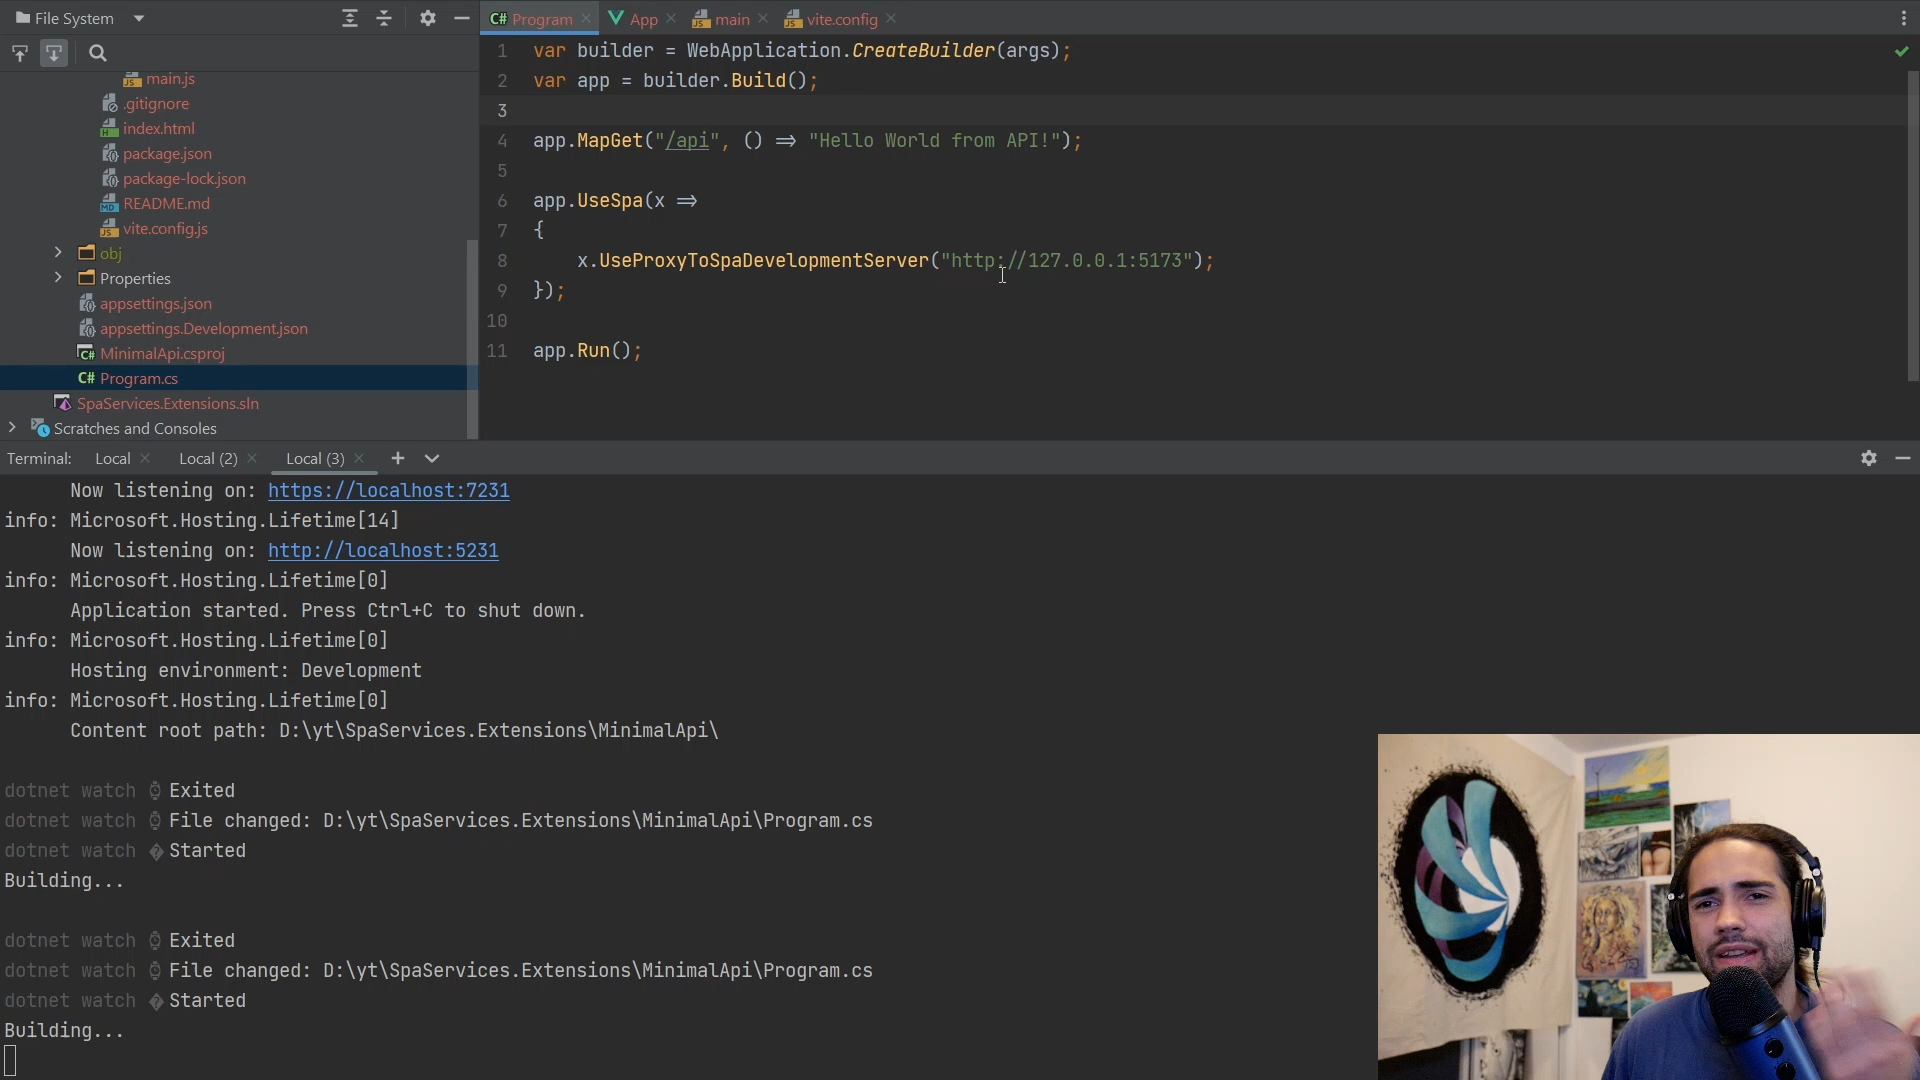 File System
Program
App
main
vite.config
main.js
.gitignore
index.html
package.json
package-lock.json
README.md
vite.config.js
obj
Properties
appsettings.json
appsettings.Development.json
MinimalApi.csproj
Program.cs
SpaServices.Extensions.sln
Scratches and Consoles
1 var builder = WebApplication.CreateBuilder(args);
2 var app = builder.Build();
3
4 app.MapGet("/api", () => "Hello World from API!");
5
6 app.UseSpa(x =>
7 {
8 x.UseProxyToSpaDevelopmentServer("http://127.0.0.1:5173");
9 });
10
11 app.Run();
Terminal: Local Local (2) Local (3)
Now listening on: https://localhost:7231
info: Microsoft.Hosting.Lifetime[14]
Now listening on: http://localhost:5231
info: Microsoft.Hosting.Lifetime[0]
Application started. Press Ctrl+C to shut down.
info: Microsoft.Hosting.Lifetime[0]
Hosting environment: Development
info: Microsoft.Hosting.Lifetime[0]
Content root path: D:\yt\SpaServices.Extensions\MinimalApi\
dotnet watch ⌚ Exited
dotnet watch ⌚ File changed: D:\yt\SpaServices.Extensions\MinimalApi\Program.cs
dotnet watch � Started
Building...
dotnet watch ⌚ Exited
dotnet watch ⌚ File changed: D:\yt\SpaServices.Extensions\MinimalApi\Program.cs
dotnet watch � Started
Building...